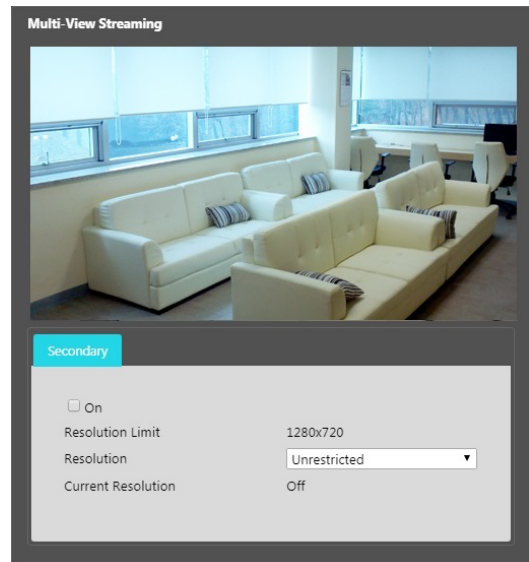 Multi-View Streaming
Secondary
On
Resolution Limit 1280x720
Resolution Unrestricted
Current Resolution Off